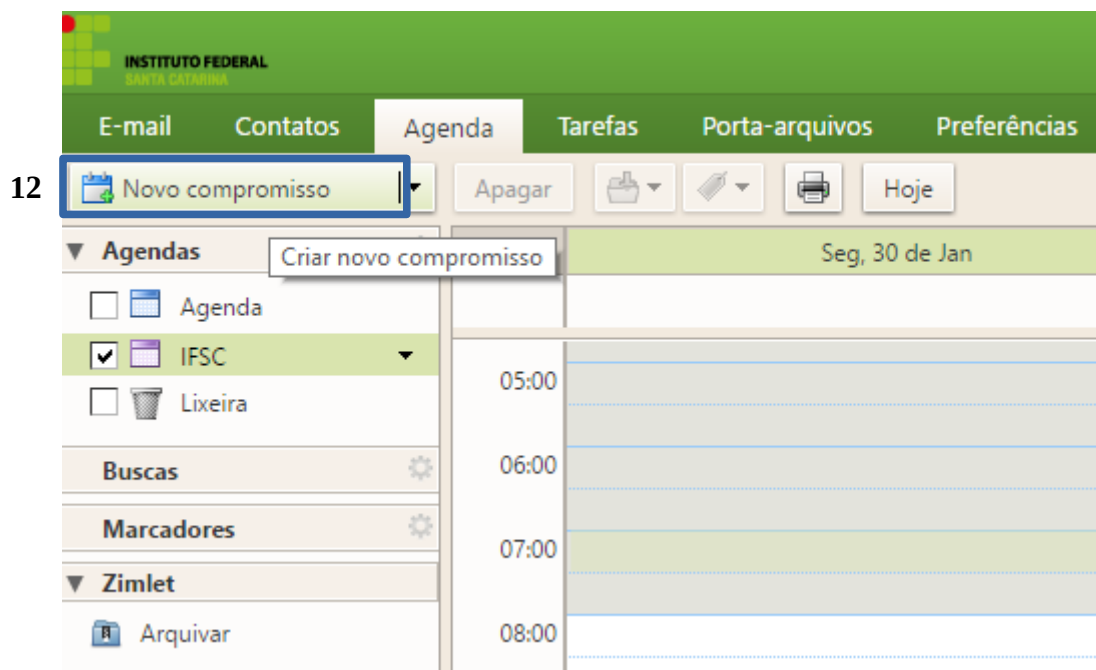 INSTITUTO FEDERAL
SANTA CATARINA
E-mail Contatos Agenda Tarefas Porta-arquivos Preferências
12 Novo compromisso Apagar Hoje
Agendas
Criar novo compromisso
Seg, 30 de Jan
Agenda
IFSC
05:00
Lixeira
Buscas
06:00
Marcadores
07:00
Zimlet
Arquivar
08:00